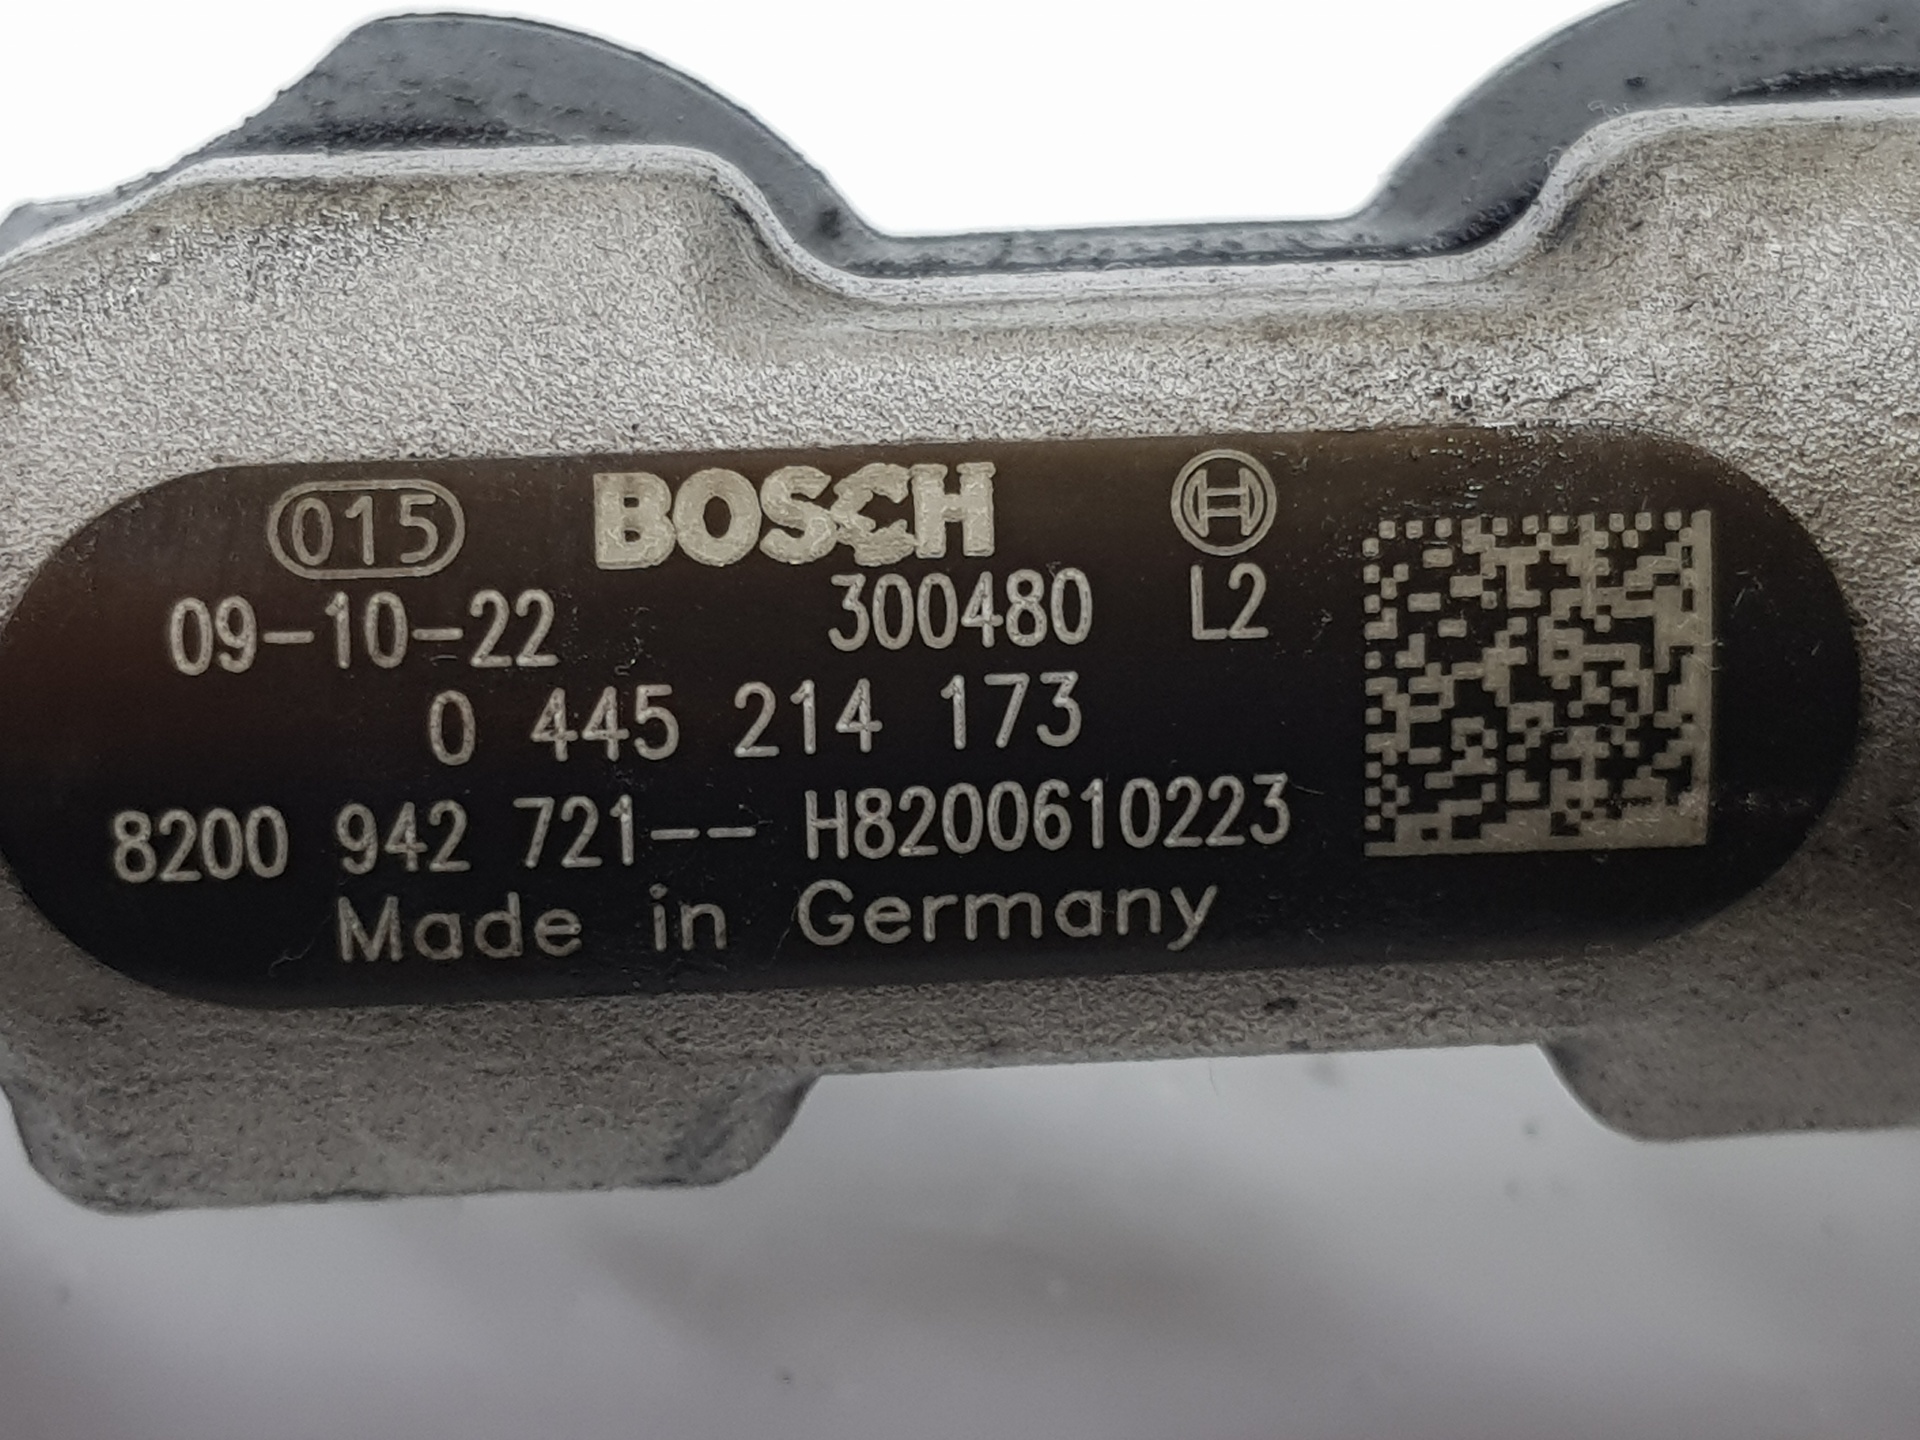 015 BOSCH
09-10-22 300480 L2
0 445 214 173
8200 942 721-- H8200610223
Made in Germany